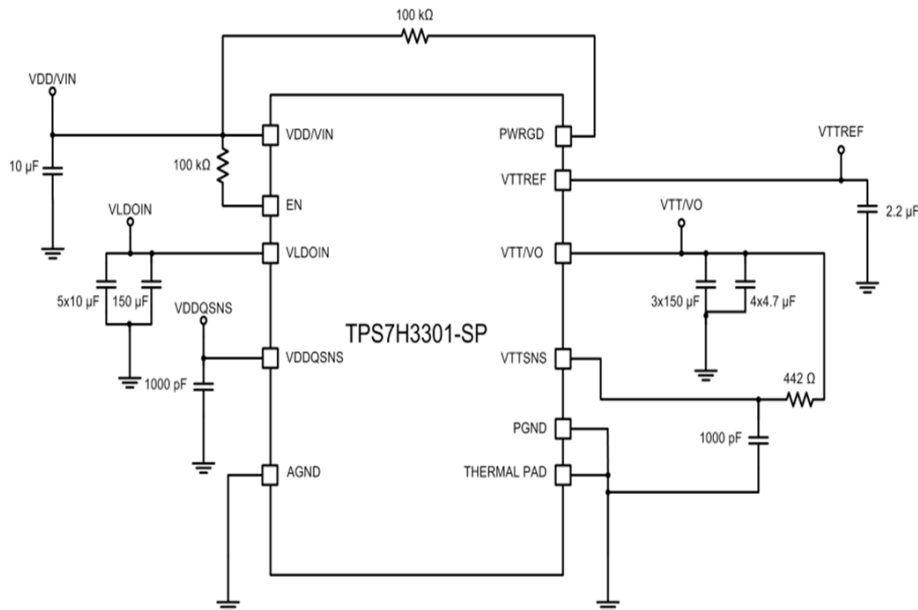 100 kΩ
VDD/VIN
VDD/VIN
PWRGD
VTTREF
10 µF
100 kΩ
VTTREF
EN
VTT/VO
2.2 µF
VLDOIN
VLDOIN
VTT/VO
5x10 µF
150 µF
3x150 µF
4x4.7 µF
VDDQSNS
TPS7H3301-SP
VDDQSNS
VTTSNS
1000 pF
442 Ω
PGND
1000 pF
AGND
THERMAL PAD